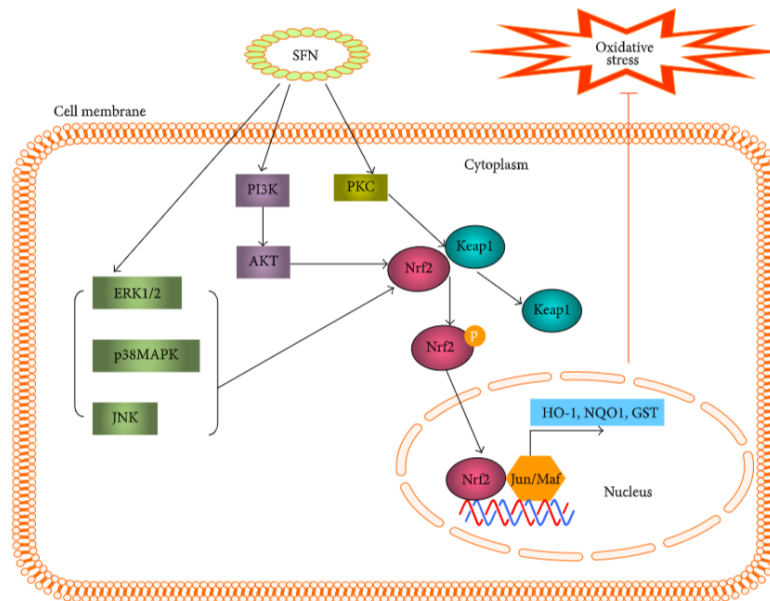 SFN
Oxidative
stress
Cell membrane
Cytoplasm
PI3K
PKC
Keap1
AKT
Nrf2
ERK1/2
Keap1
p38MAPK
Nrf2
P
JNK
HO-1, NQO1, GST
Nrf2
Jun/Maf
Nucleus